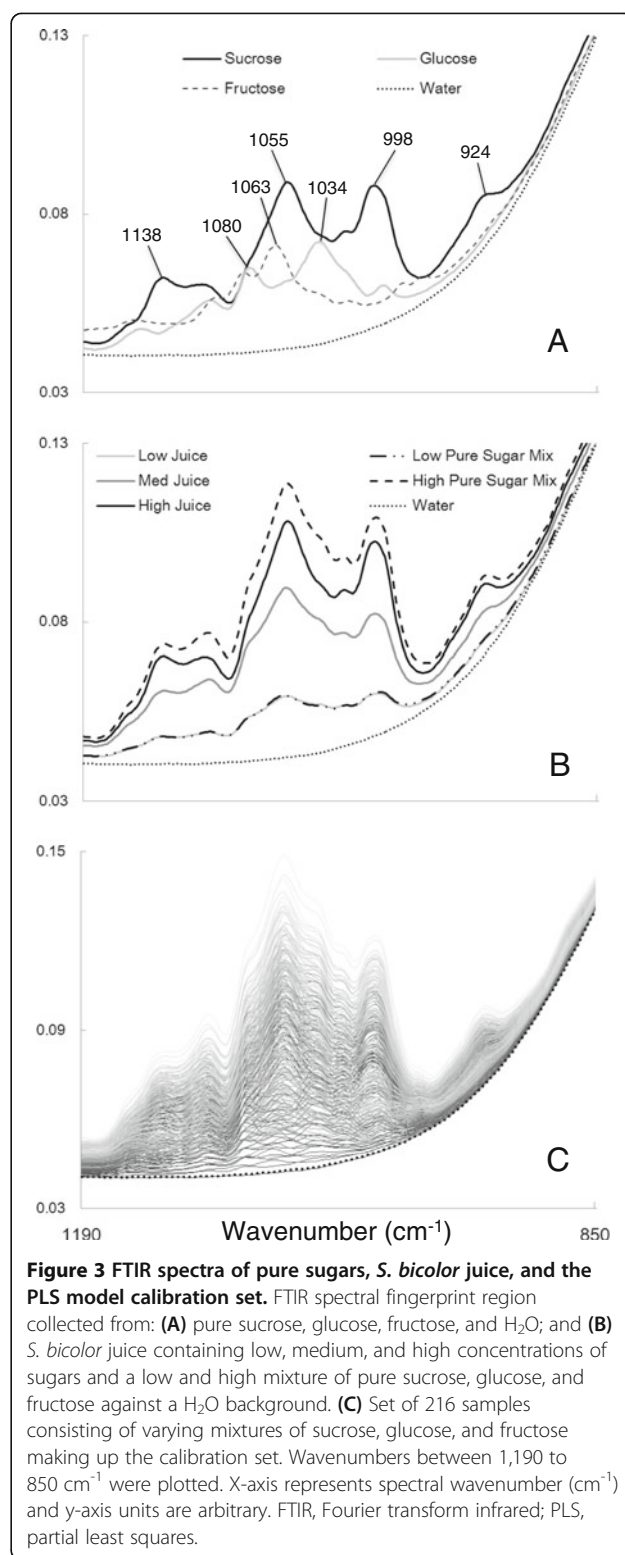 0.13
Sucrose Glucose
Fructose Water
1055 998
1063 1034 924
1138 1080
0.08
A
0.03
0.13
Low Juice Low Pure Sugar Mix
Med Juice High Pure Sugar Mix
High Juice Water
0.08
B
0.03
0.15
0.09
C
0.03
1190 Wavenumber (cm-1) 850
Figure 3 FTIR spectra of pure sugars, S. bicolor juice, and the
PLS model calibration set. FTIR spectral fingerprint region
collected from: (A) pure sucrose, glucose, fructose, and H2O; and (B)
S. bicolor juice containing low, medium, and high concentrations of
sugars and a low and high mixture of pure sucrose, glucose, and
fructose against a H2O background. (C) Set of 216 samples
consisting of varying mixtures of sucrose, glucose, and fructose
making up the calibration set. Wavenumbers between 1,190 to
850 cm-1 were plotted. X-axis represents spectral wavenumber (cm-1)
and y-axis units are arbitrary. FTIR, Fourier transform infrared; PLS,
partial least squares.